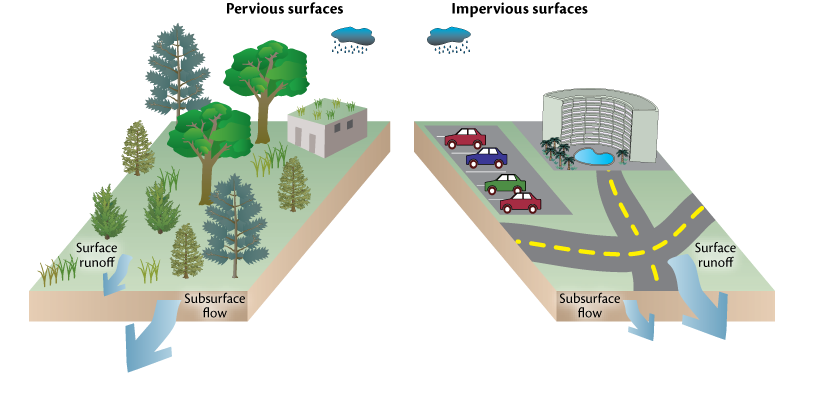 Pervious surfaces
Impervious surfaces
Surface
runoff
Subsurface
flow
Surface
runoff
Subsurface
flow